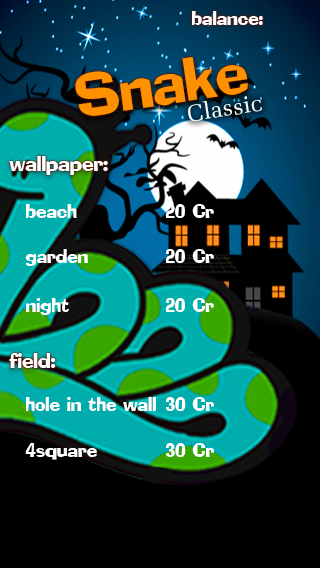 balance:
Snake
Classic
wallpaper:
beach 20 Cr
garden 20 Cr
night 20 Cr
field:
hole in the wall 30 Cr
4square 30 Cr